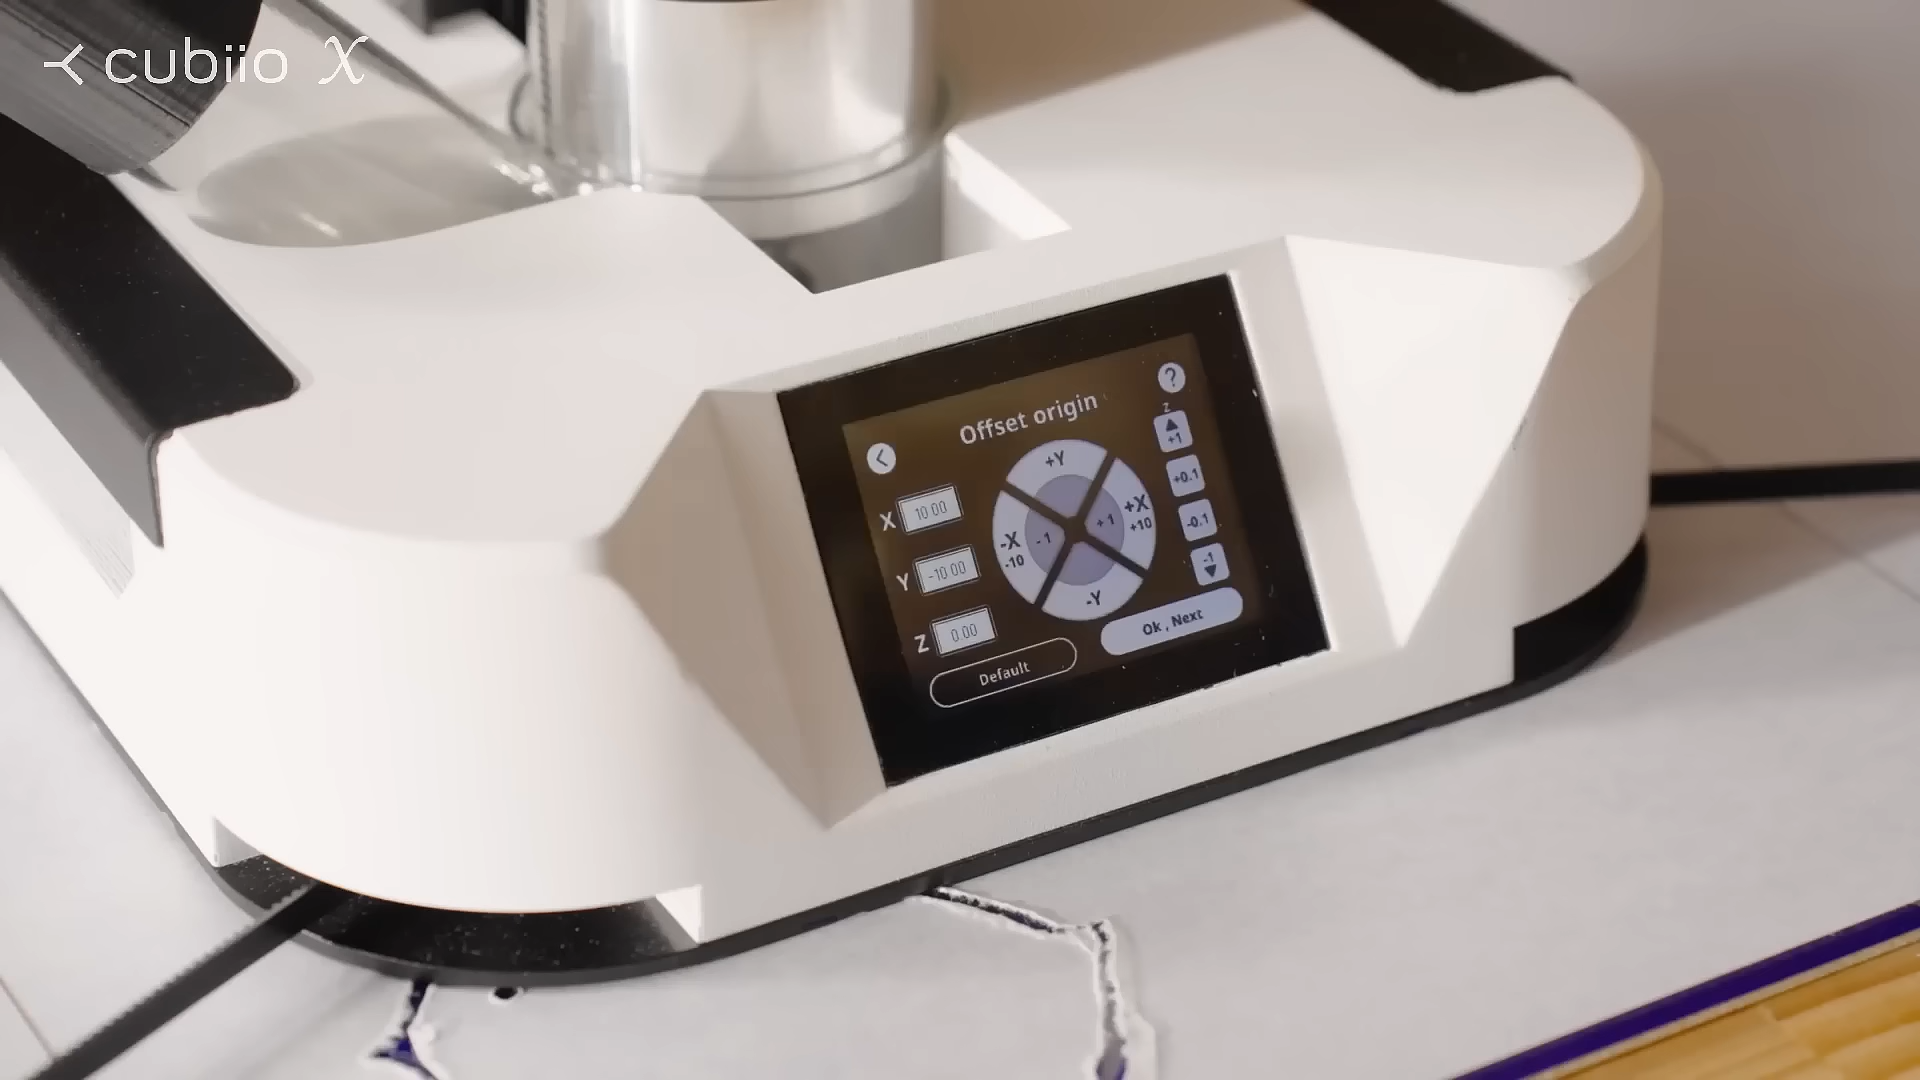 cubiio X
Offset origin
?
X 10.00
Y -10.00
Z 0.00
+Y
+X
+10
+1
-X
-10
-1
-Y
z
+1
+0.1
-0.1
-1
Default
Ok , Next